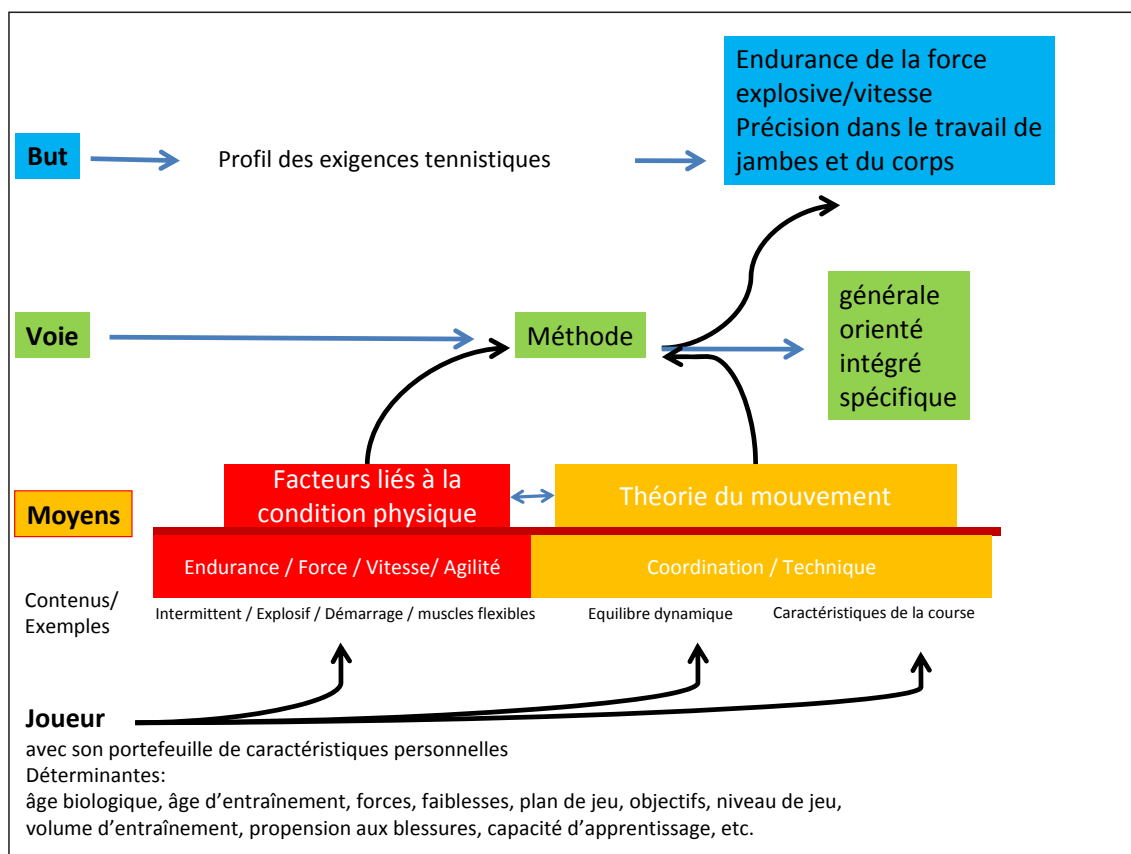 Endurance de la force
explosive/vitesse
Précision dans le travail de
jambes et du corps
But
Profil des exigences tennistiques
générale
orienté
intégré
spécifique
Voie
Méthode
Facteurs liés à la
condition physique
Théorie du mouvement
Moyens
Endurance / Force / Vitesse/ Agilité
Coordination / Technique
Contenus/
Exemples
Intermittent / Explosif / Démarrage / muscles flexibles
Equilibre dynamique
Caractéristiques de la course
Joueur
avec son portefeuille de caractéristiques personnelles
Déterminantes:
âge biologique, âge d'entraînement, forces, faiblesses, plan de jeu, objectifs, niveau de jeu,
volume d'entraînement, propension aux blessures, capacité d'apprentissage, etc.